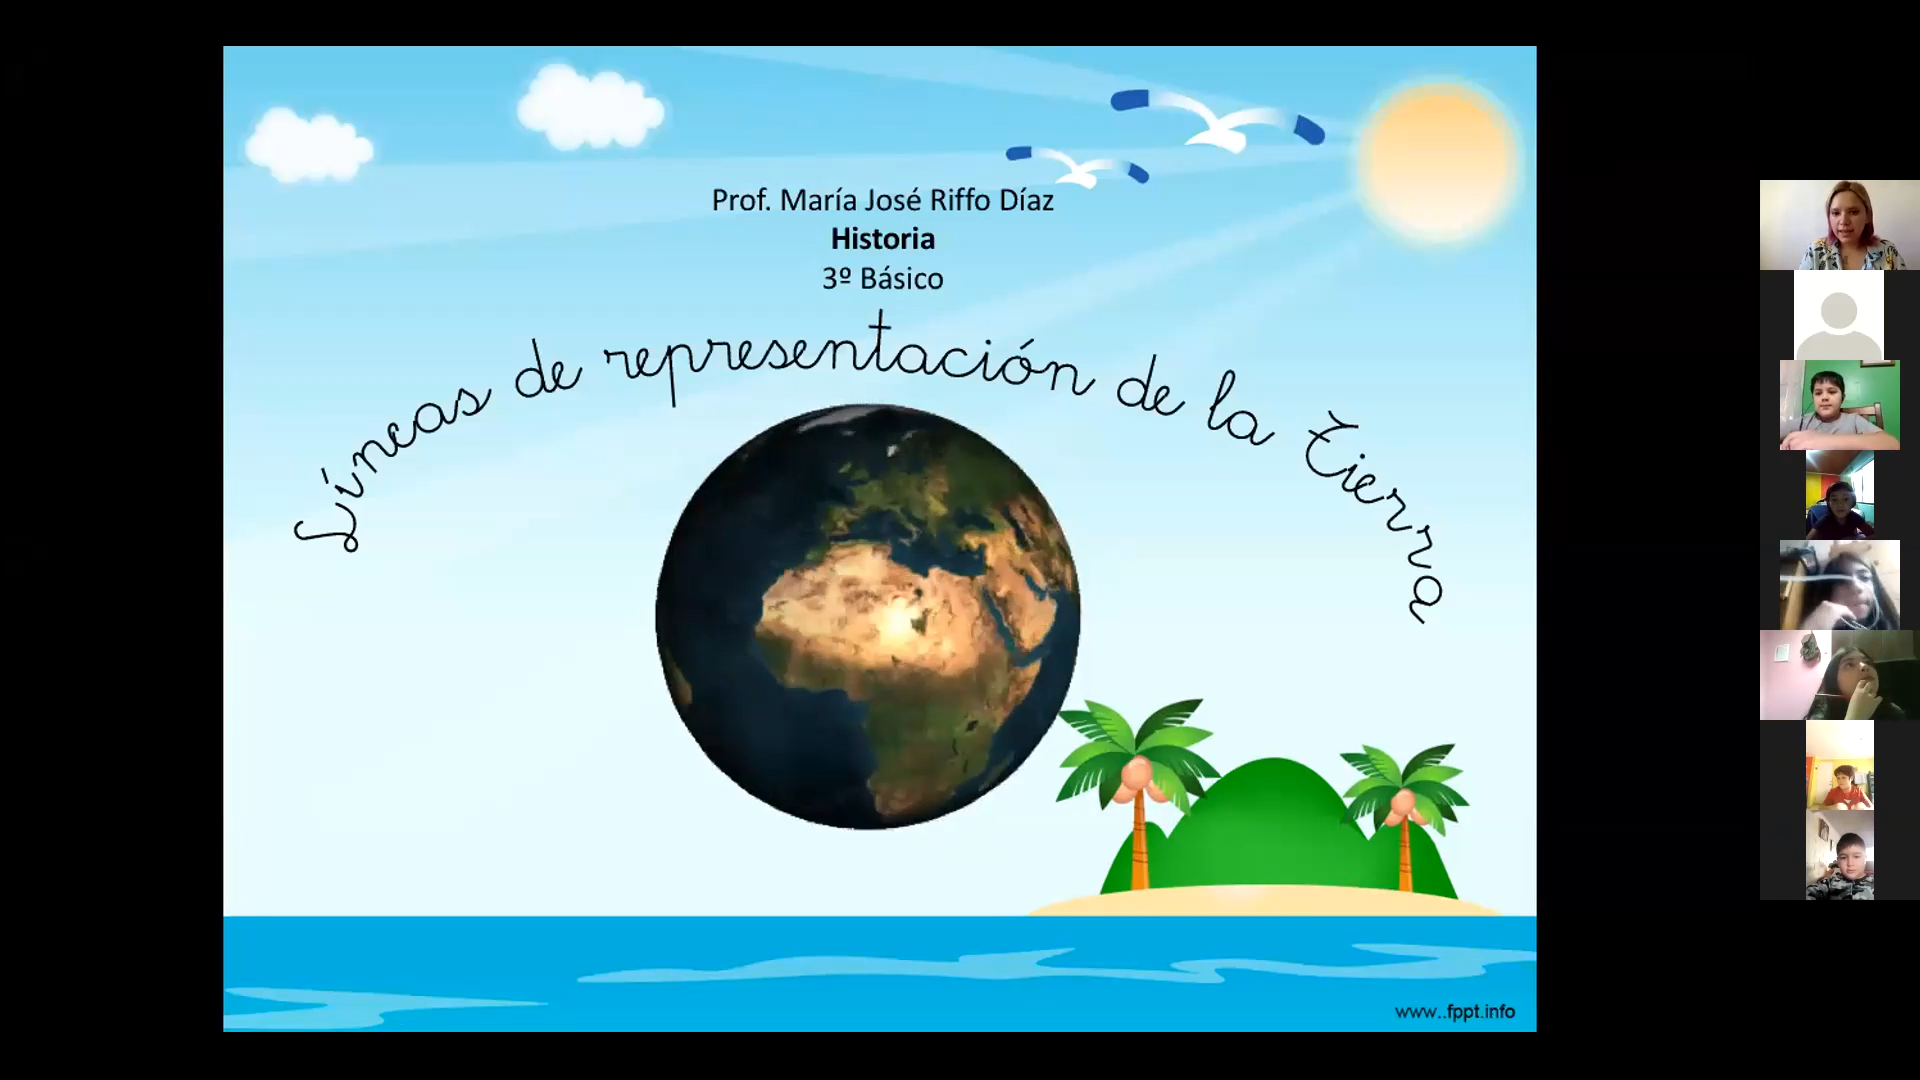 Prof. María José Riffo Díaz
Historia
3º Básico
Líneas de representación de la Tierra
www..fppt.info